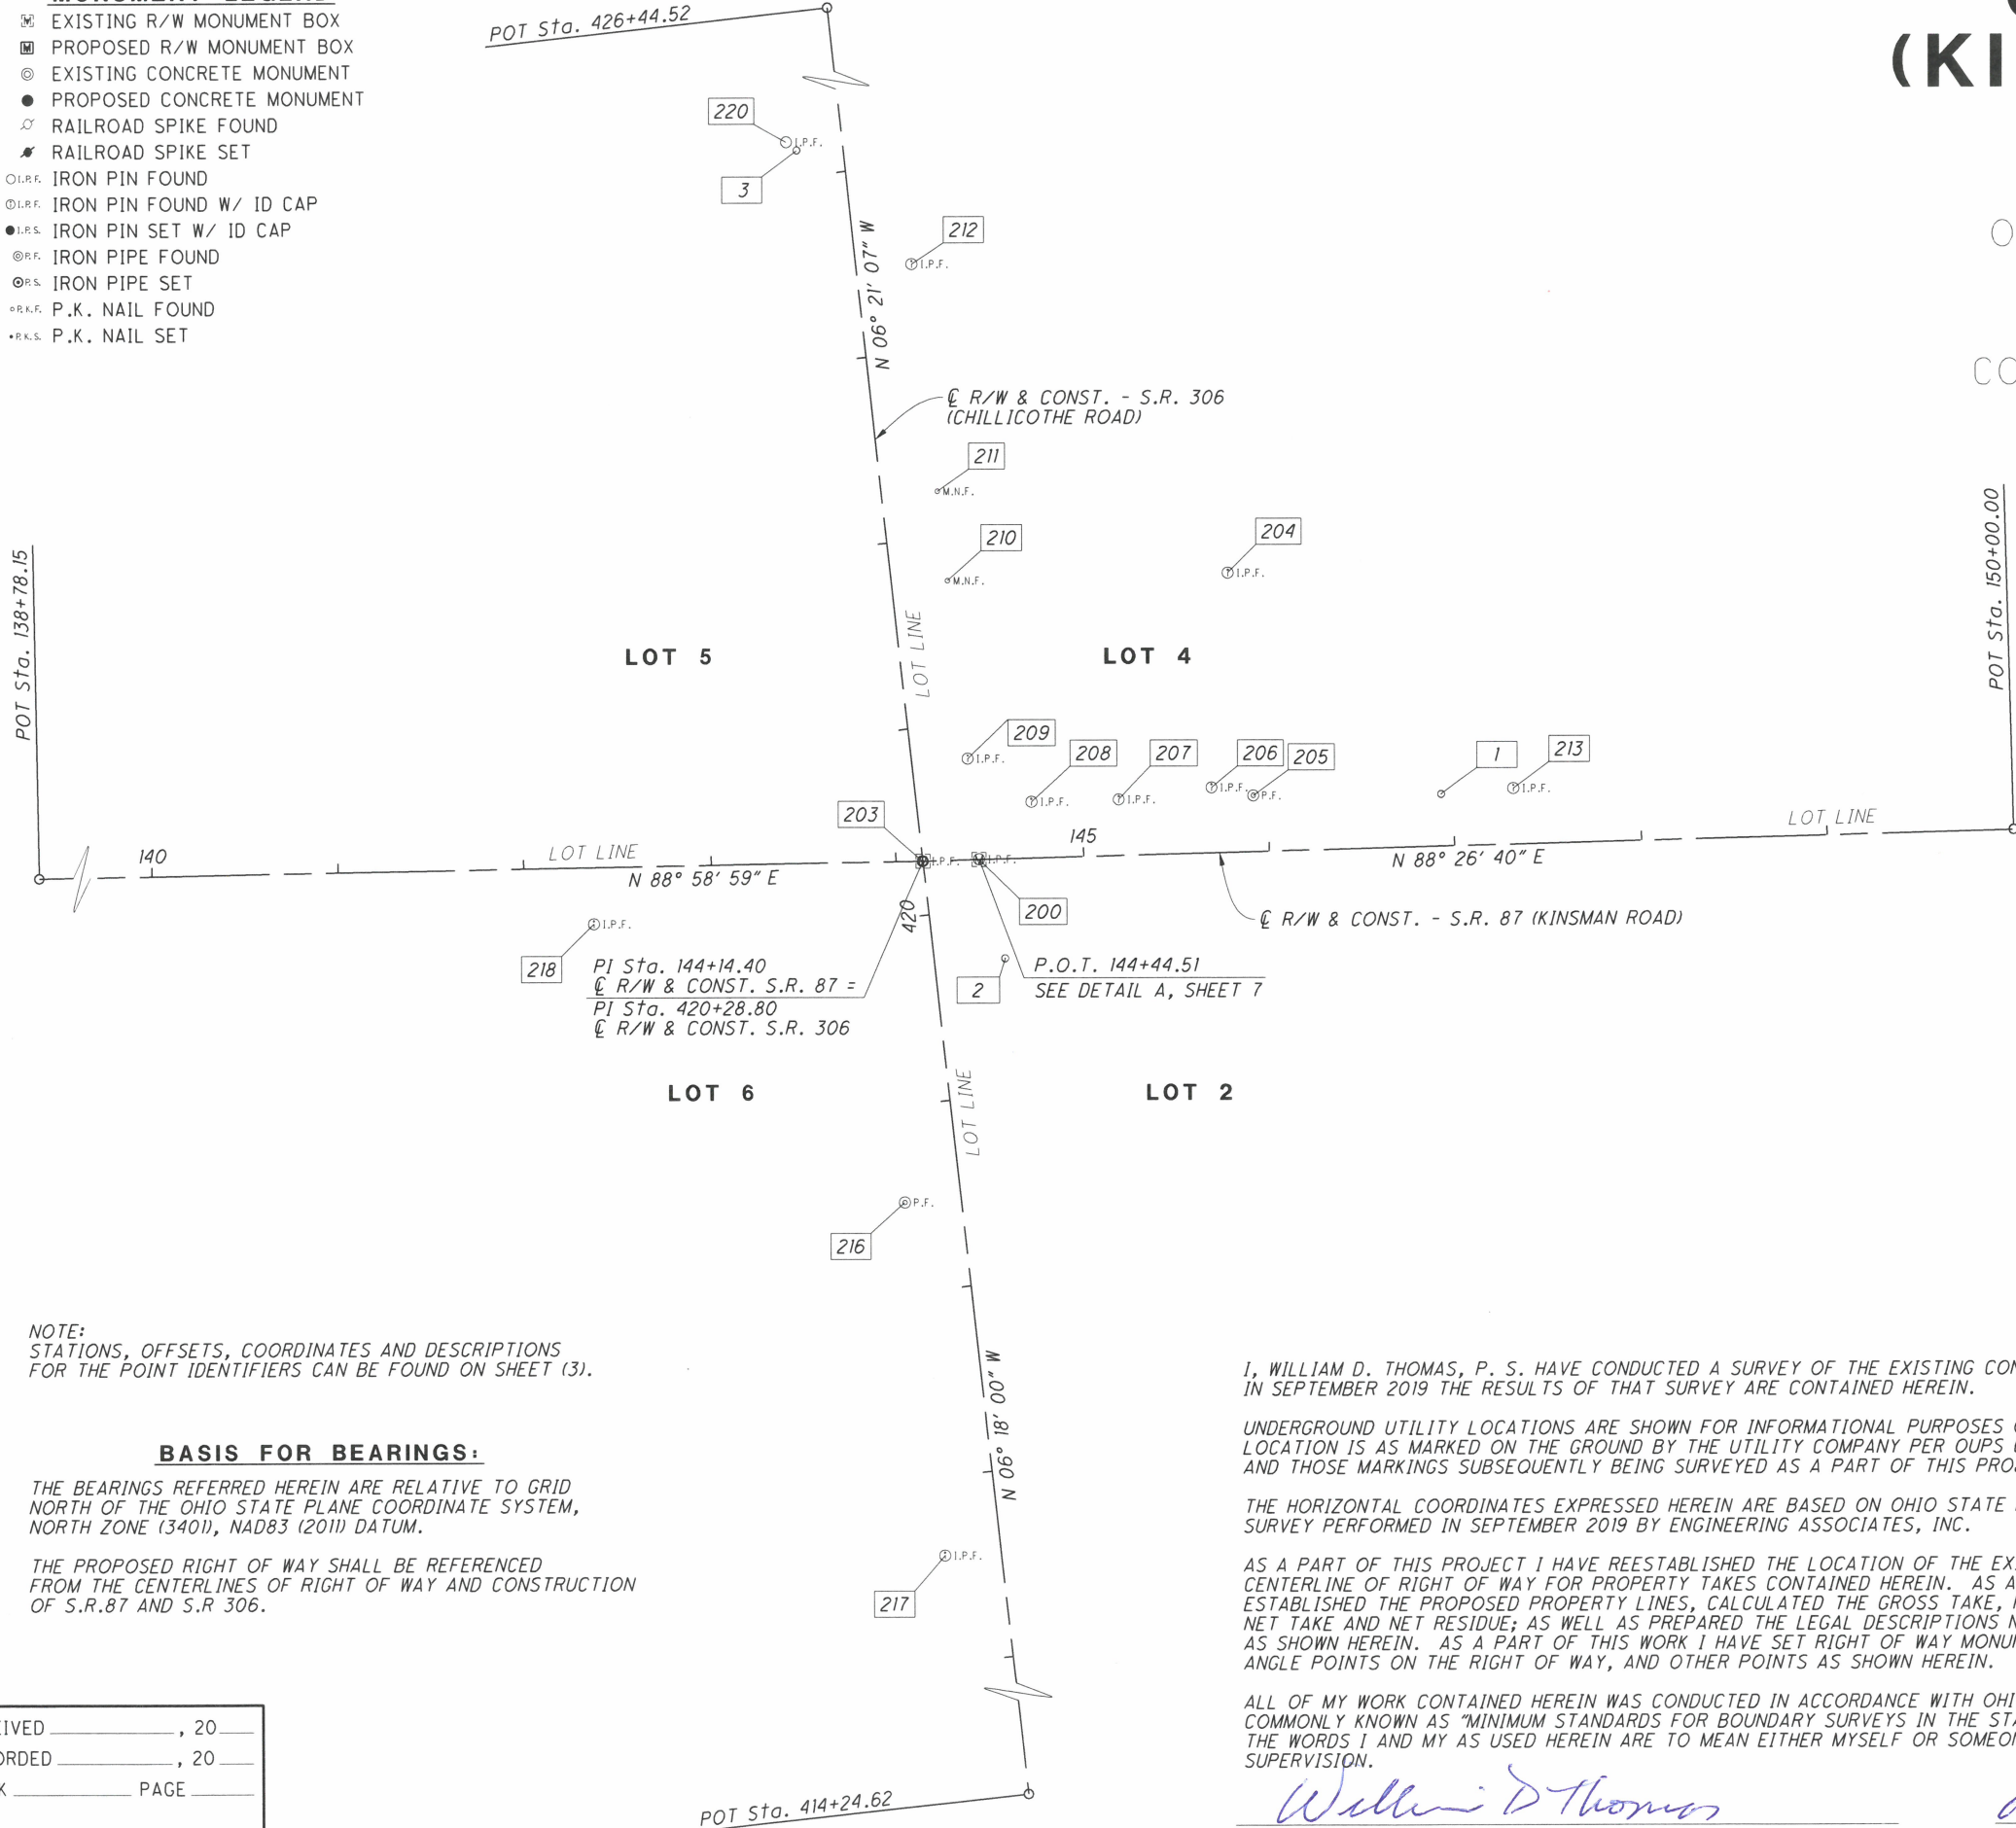 EXISTING R/W MONUMENT BOX
PROPOSED R/W MONUMENT BOX
EXISTING CONCRETE MONUMENT
PROPOSED CONCRETE MONUMENT
RAILROAD SPIKE FOUND
RAILROAD SPIKE SET
I.P.F. IRON PIN FOUND
I.P.F. IRON PIN FOUND W/ ID CAP
I.P.S. IRON PIN SET W/ ID CAP
P.F. IRON PIPE FOUND
P.S. IRON PIPE SET
P.K.F. P.K. NAIL FOUND
P.K.S. P.K. NAIL SET
POT Sta. 426+44.52
(KI
O
CO
220
I.P.F.
3
212
I.P.F.
N 06° 21' 07" W
℄ R/W & CONST. - S.R. 306
(CHILLICOTHE ROAD)
211
M.N.F.
210
M.N.F.
204
I.P.F.
POT Sta. 138+78.15
POT Sta. 150+00.00
LOT LINE
LOT 5
LOT 4
209
I.P.F.
208
I.P.F.
207
I.P.F.
206
I.P.F.
205
P.F.
1
213
I.P.F.
203
I.P.F.
I.P.F.
140
LOT LINE
145
LOT LINE
N 88° 58' 59" E
N 88° 26' 40" E
200
420
℄ R/W & CONST. - S.R. 87 (KINSMAN ROAD)
218
I.P.F.
PI Sta. 144+14.40
℄ R/W & CONST. S.R. 87 =
PI Sta. 420+28.80
℄ R/W & CONST. S.R. 306
2
P.O.T. 144+44.51
SEE DETAIL A, SHEET 7
LOT 6
LOT 2
LOT LINE
216
P.F.
N 06° 18' 00" W
217
I.P.F.
POT Sta. 414+24.62
NOTE:
STATIONS, OFFSETS, COORDINATES AND DESCRIPTIONS
FOR THE POINT IDENTIFIERS CAN BE FOUND ON SHEET (3).
BASIS FOR BEARINGS:
THE BEARINGS REFERRED HEREIN ARE RELATIVE TO GRID
NORTH OF THE OHIO STATE PLANE COORDINATE SYSTEM,
NORTH ZONE (3401), NAD83 (2011) DATUM.
THE PROPOSED RIGHT OF WAY SHALL BE REFERENCED
FROM THE CENTERLINES OF RIGHT OF WAY AND CONSTRUCTION
OF S.R.87 AND S.R 306.
EIVED , 20
ORDED , 20
PAGE
I, WILLIAM D. THOMAS, P. S. HAVE CONDUCTED A SURVEY OF THE EXISTING
IN SEPTEMBER 2019 THE RESULTS OF THAT SURVEY ARE CONTAINED HEREIN.
UNDERGROUND UTILITY LOCATIONS ARE SHOWN FOR INFORMATIONAL PURPOSES
LOCATION IS AS MARKED ON THE GROUND BY THE UTILITY COMPANY PER OUPS
AND THOSE MARKINGS SUBSEQUENTLY BEING SURVEYED AS A PART OF THIS
THE HORIZONTAL COORDINATES EXPRESSED HEREIN ARE BASED ON OHIO STATE
SURVEY PERFORMED IN SEPTEMBER 2019 BY ENGINEERING ASSOCIATES, INC.
AS A PART OF THIS PROJECT I HAVE REESTABLISHED THE LOCATION OF THE
CENTERLINE OF RIGHT OF WAY FOR PROPERTY TAKES CONTAINED HEREIN. AS A
ESTABLISHED THE PROPOSED PROPERTY LINES, CALCULATED THE GROSS TAKE,
NET TAKE AND NET RESIDUE; AS WELL AS PREPARED THE LEGAL DESCRIPTIONS
AS SHOWN HEREIN. AS A PART OF THIS WORK I HAVE SET RIGHT OF WAY
ANGLE POINTS ON THE RIGHT OF WAY, AND OTHER POINTS AS SHOWN HEREIN.
ALL OF MY WORK CONTAINED HEREIN WAS CONDUCTED IN ACCORDANCE WITH
COMMONLY KNOWN AS "MINIMUM STANDARDS FOR BOUNDARY SURVEYS IN THE
THE WORDS I AND MY AS USED HEREIN ARE TO MEAN EITHER MYSELF OR
SUPERVISION.
William D Thomas